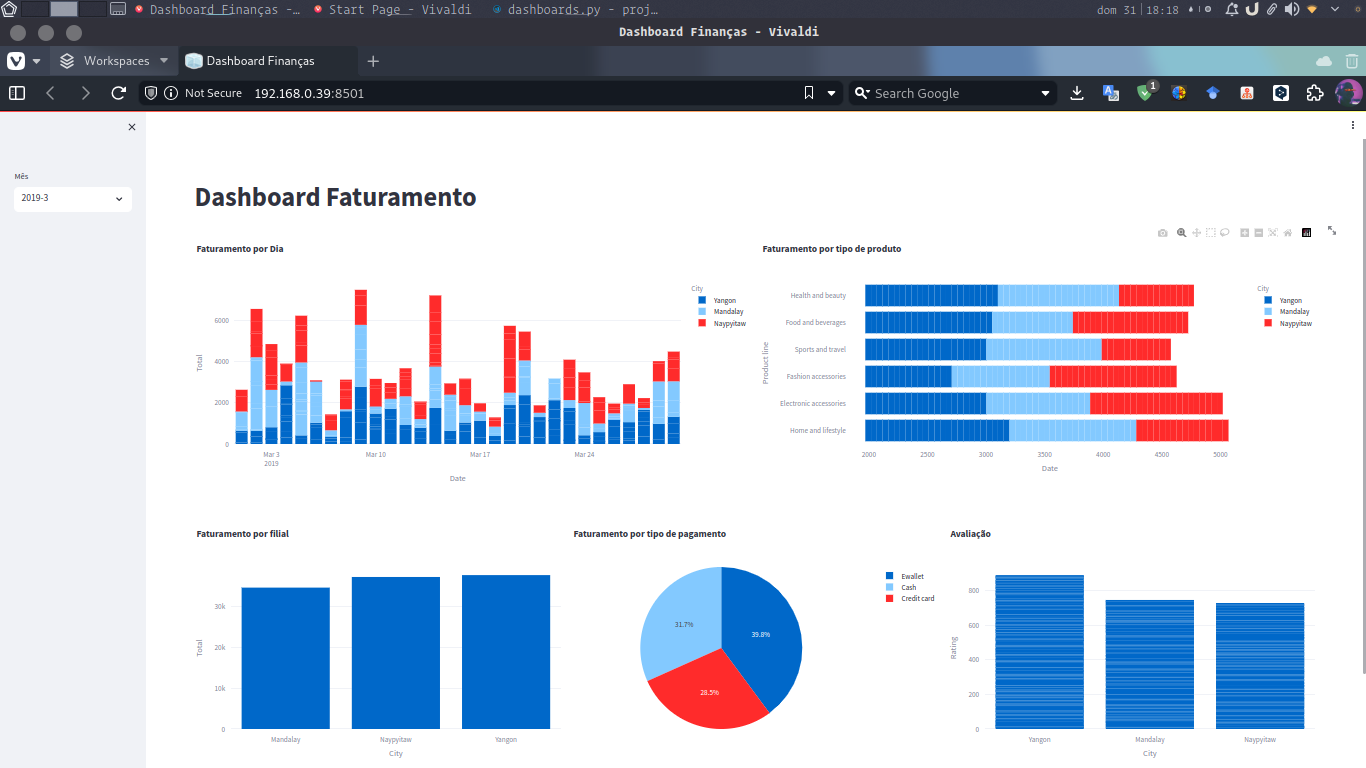 Dashboard Finanças -…
Start Page - Vivaldi
dashboards.py - proj…
dom 31
18:18
Dashboard Finanças - Vivaldi
Workspaces
Dashboard Finanças
Not Secure
192.168.0.39:8501
Search Google
1
Mês
2019-3
Dashboard Faturamento
Faturamento por Dia
Total
6000
4000
2000
0
Mar 3
2019
Mar 10
Mar 17
Mar 24
Date
City
Yangon
Mandalay
Naypyitaw
Faturamento por tipo de produto
Product line
Health and beauty
Food and beverages
Sports and travel
Fashion accessories
Electronic accessories
Home and lifestyle
2000
2500
3000
3500
4000
4500
5000
Date
City
Yangon
Mandalay
Naypyitaw
Faturamento por filial
Total
30k
20k
10k
0
Mandalay
Naypyitaw
Yangon
City
Faturamento por tipo de pagamento
31.7%
39.8%
28.5%
Ewallet
Cash
Credit card
Avaliação
Rating
800
600
400
200
0
Yangon
Mandalay
Naypyitaw
City